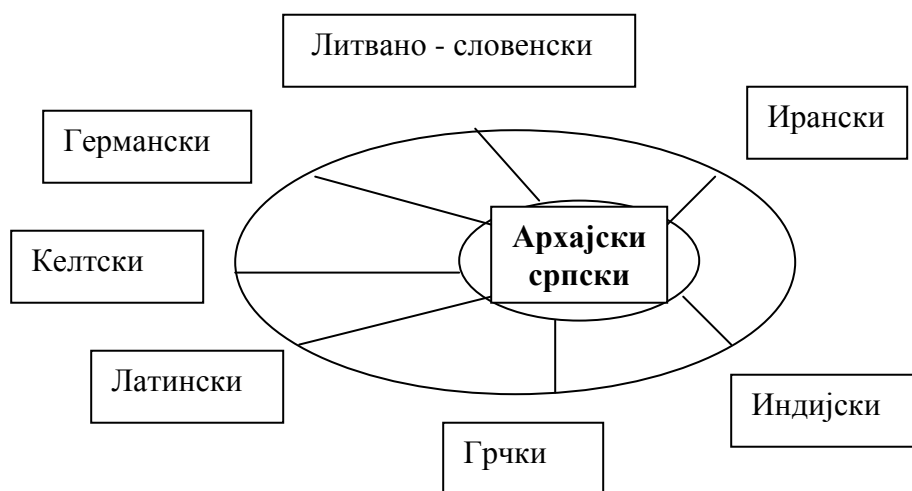 Литвано - словенски
Ирански
Германски
Архајски
српски
Келтски
Латински
Индијски
Грчки